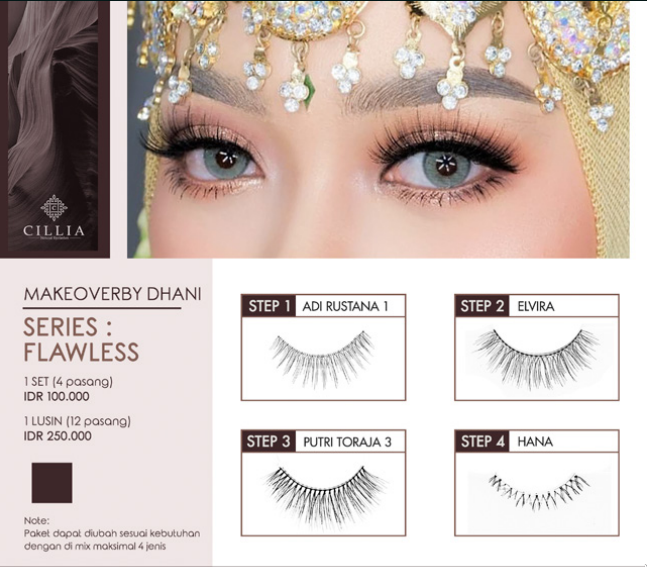 CILLIA
MAKEOVERBY DHANI
SERIES :
FLAWLESS
1 SET (4 pasang)
IDR 100.000
1 LUSIN (12 pasang)
IDR 250.000
Note:
Paket dapat diubah sesuai kebutuhan
dengan di mix maksimal 4 jenis
STEP 1 ADI RUSTANA 1
STEP 2 ELVIRA
STEP 3 PUTRI TORAJA 3
STEP 4 HANA